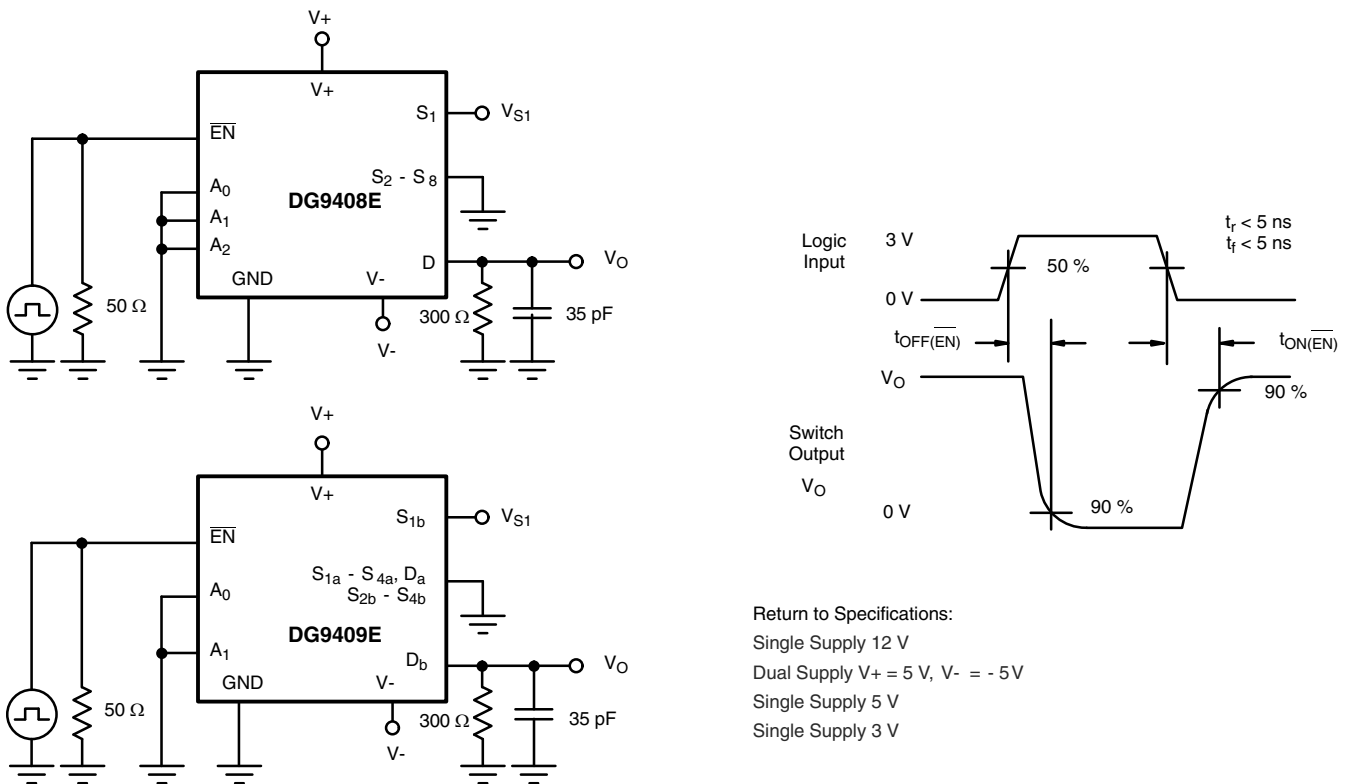 V+
V+
S1
VS1
EN
S2 - S8
A0
DG9408E
A1
A2
D
VO
GND
V-
50 Ω
300 Ω
35 pF
V-
V+
V+
S1b
VS1
EN
S1a - S4a, Da
A0
S2b - S4b
DG9409E
A1
Db
VO
GND
V-
50 Ω
300 Ω
35 pF
V-
Logic
Input
3 V
0 V
50 %
tr < 5 ns
tf < 5 ns
tOFF(EN)
tON(EN)
VO
90 %
Switch
Output
VO
0 V
90 %
Return to Specifications:
Single Supply 12 V
Dual Supply V+ = 5 V, V- = - 5 V
Single Supply 5 V
Single Supply 3 V